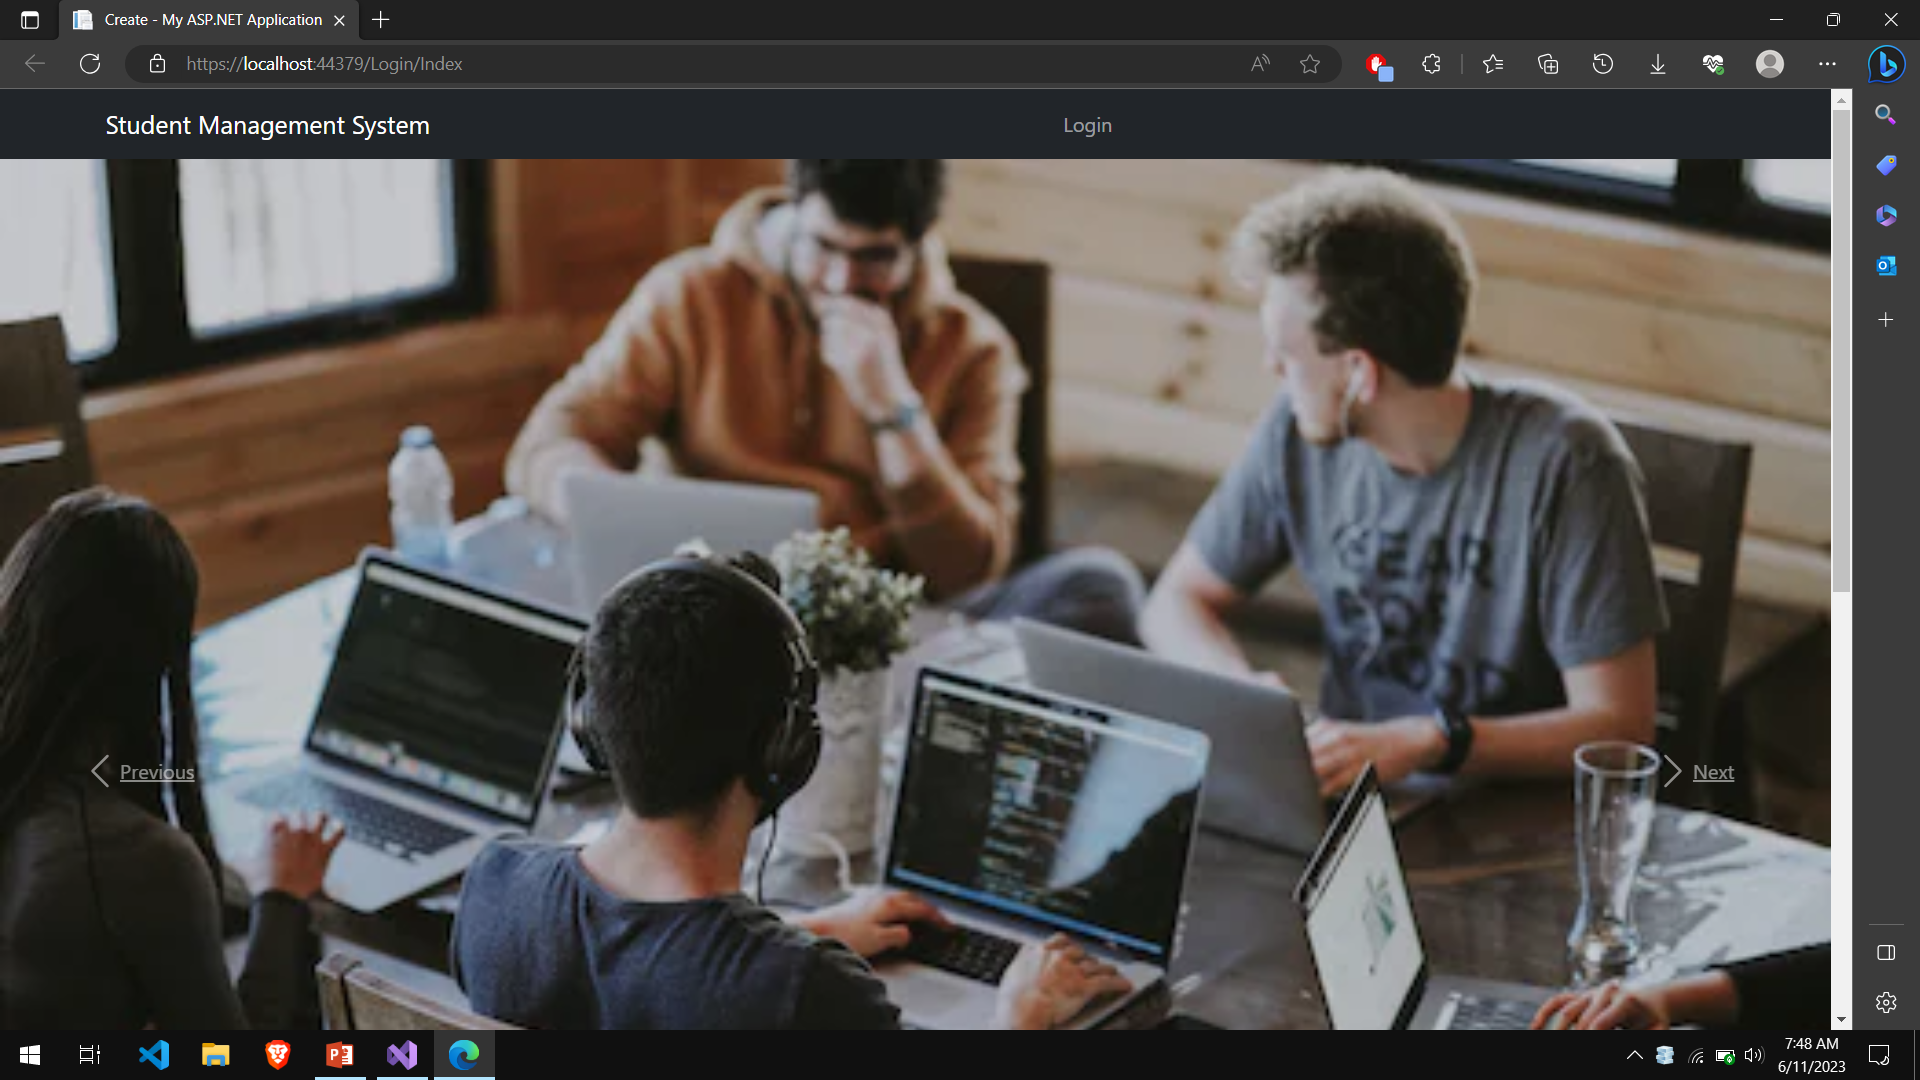 Create - My ASP.NET Application
https://localhost:44379/Login/Index
Student Management System
Login
Previous
Next
7:48 AM
6/11/2023